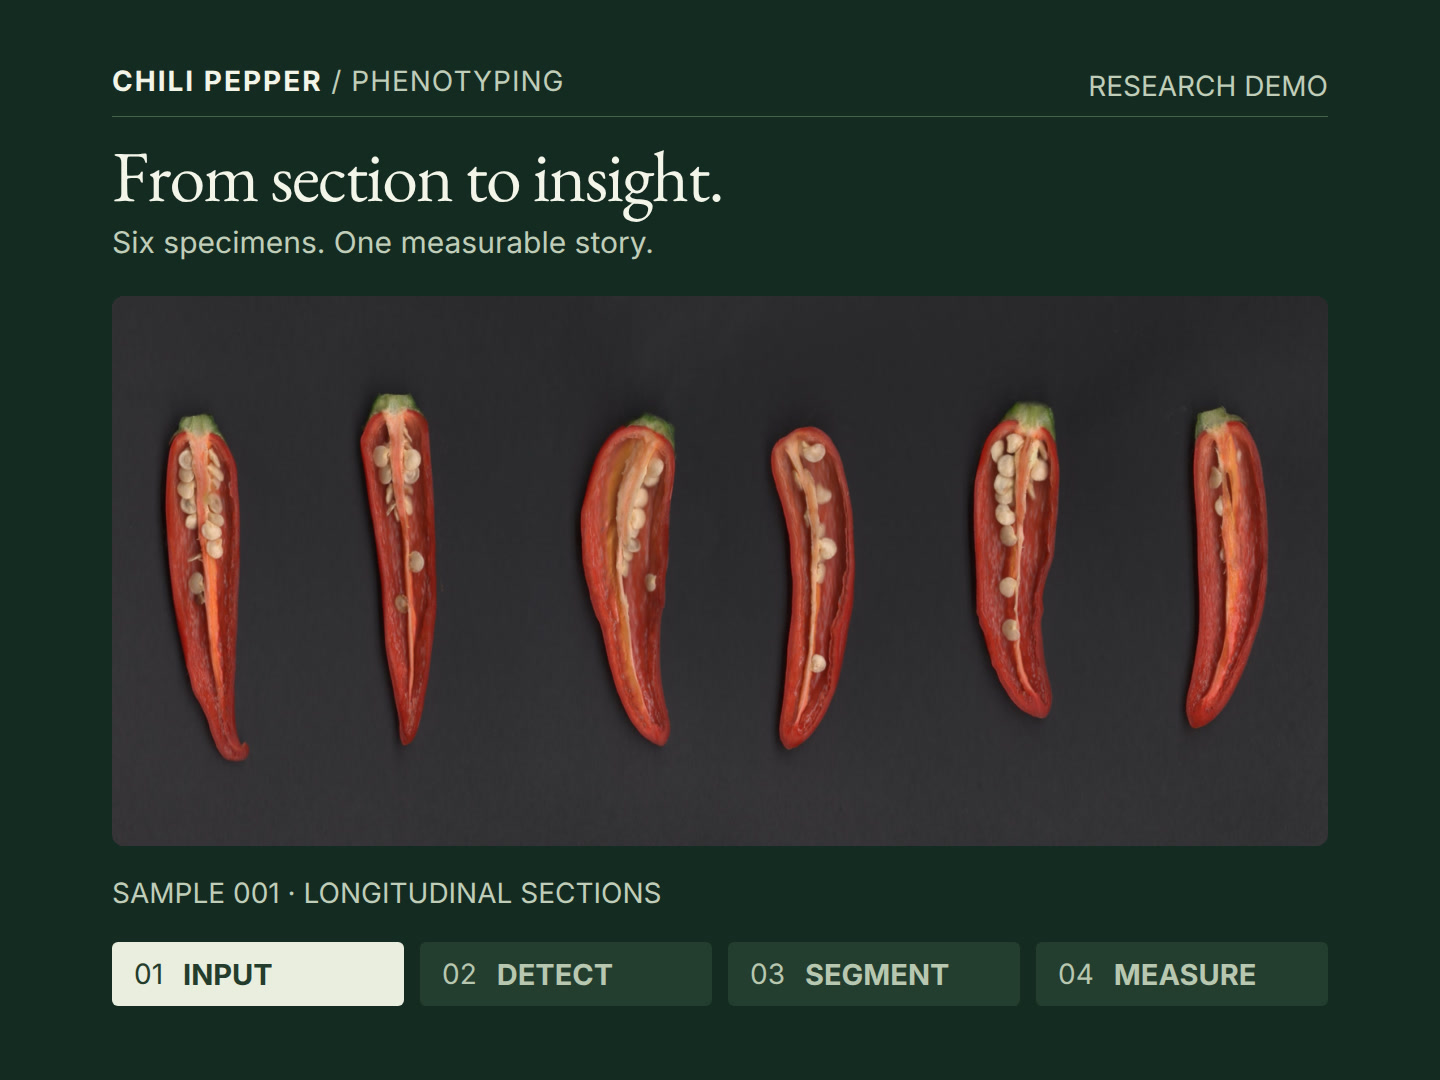 CHILI PEPPER / PHENOTYPING
RESEARCH DEMO
From section to insight.
Six specimens. One measurable story.
SAMPLE 001 · LONGITUDINAL SECTIONS
01 INPUT
02 DETECT
03 SEGMENT
04 MEASURE